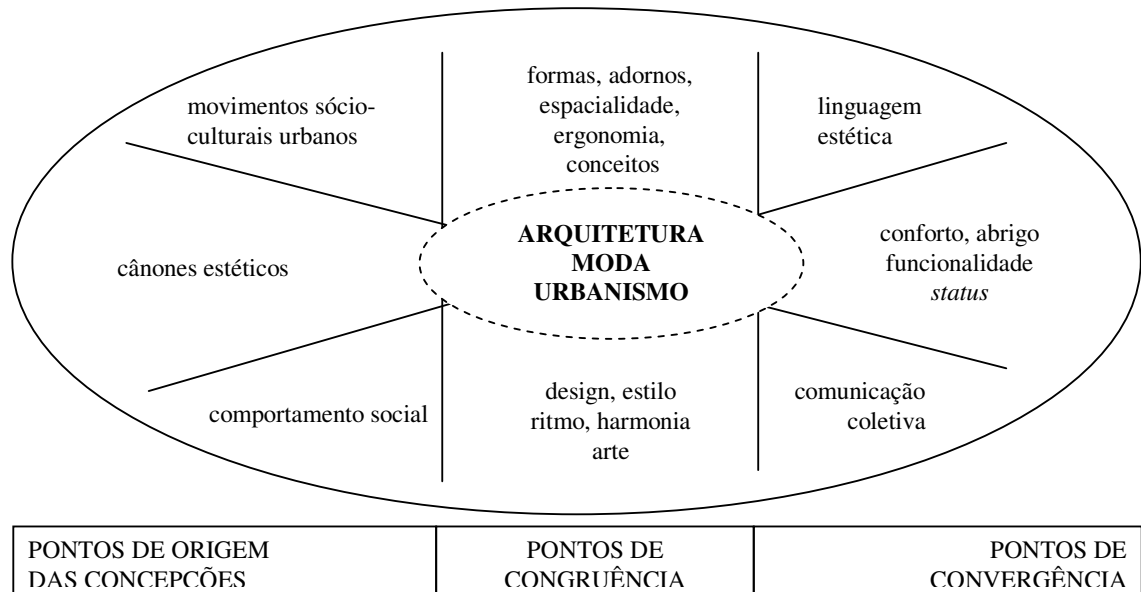 movimentos sócio-
culturais urbanos
formas, adornos,
espacialidade,
ergonomia,
conceitos
linguagem
estética
cânones estéticos
ARQUITETURA
MODA
URBANISMO
conforto, abrigo
funcionalidade
status
comportamento social
design, estilo
ritmo, harmonia
arte
comunicação
coletiva
PONTOS DE ORIGEM
DAS CONCEPCÕES
PONTOS DE
CONGRUÊNCIA
PONTOS DE
CONVERGÊNCIA